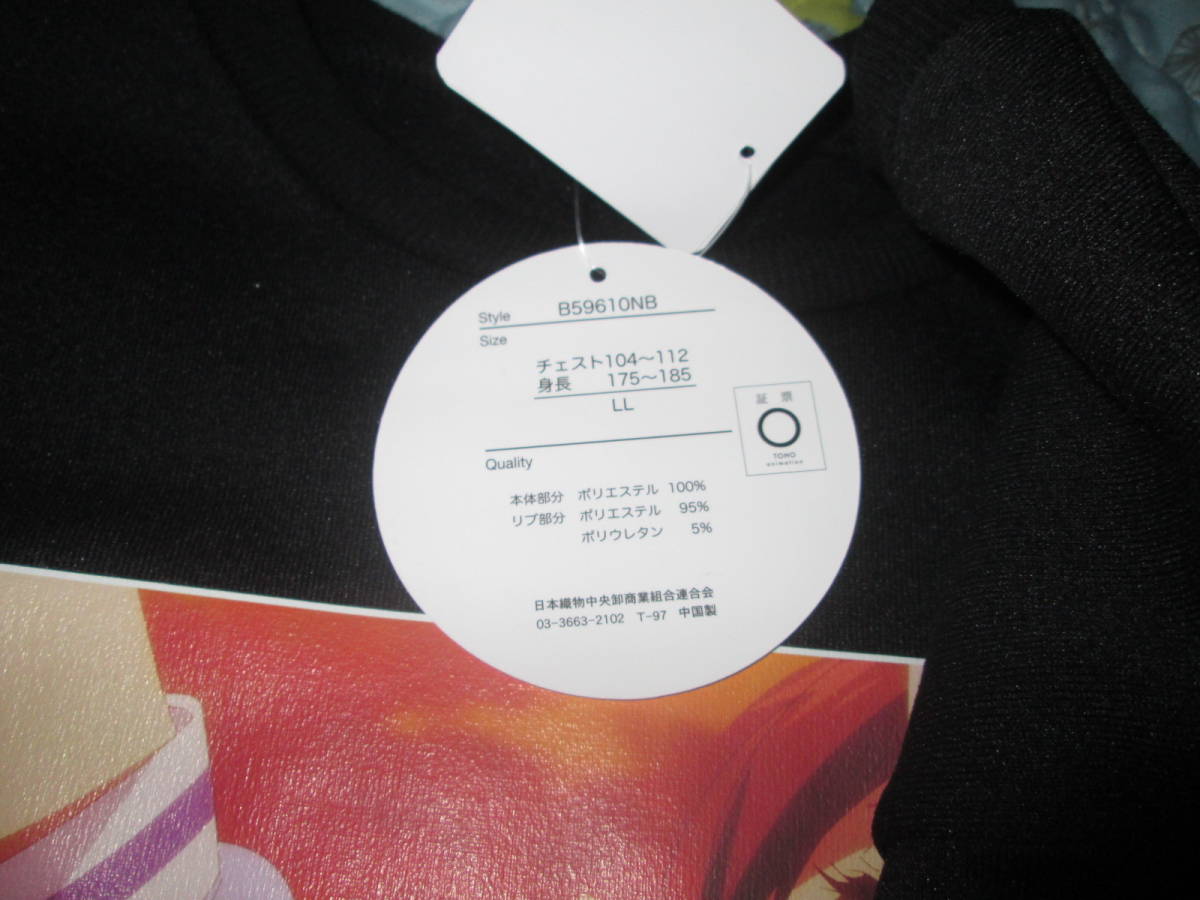 Style B59610NB
Size
チェスト104〜112
身長 175〜185
LL
証 票
TOHO
animation
Quality
本体部分 ポリエステル 100%
リブ部分 ポリエステル 95%
ポリウレタン 5%
日本織物中央卸商業組合連合会
03-3663-2102 T-97 中国製